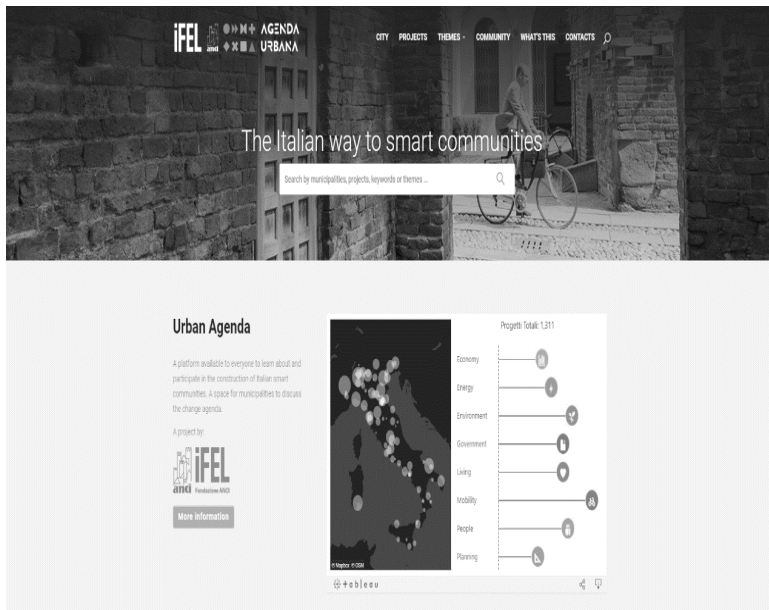 iFEL anci AGENDA URBANA
CITY PROJECTS THEMES COMMUNITY WHAT'S THIS CONTACTS
The Italian way to smart communities
Search by municipalities, projects, keywords or themes ...
Urban Agenda
A platform available to everyone to learn about and
participate in the construction of Italian smart
communities. A space for municipalities to discuss
the change agenda.
A project by:
anci iFEL
Fondazione ANCI
More information
Progetti Totali: 1,311
Economy
Energy
Environment
Government
Living
Mobility
People
Planning
© Mapbox © OSM
+ableau